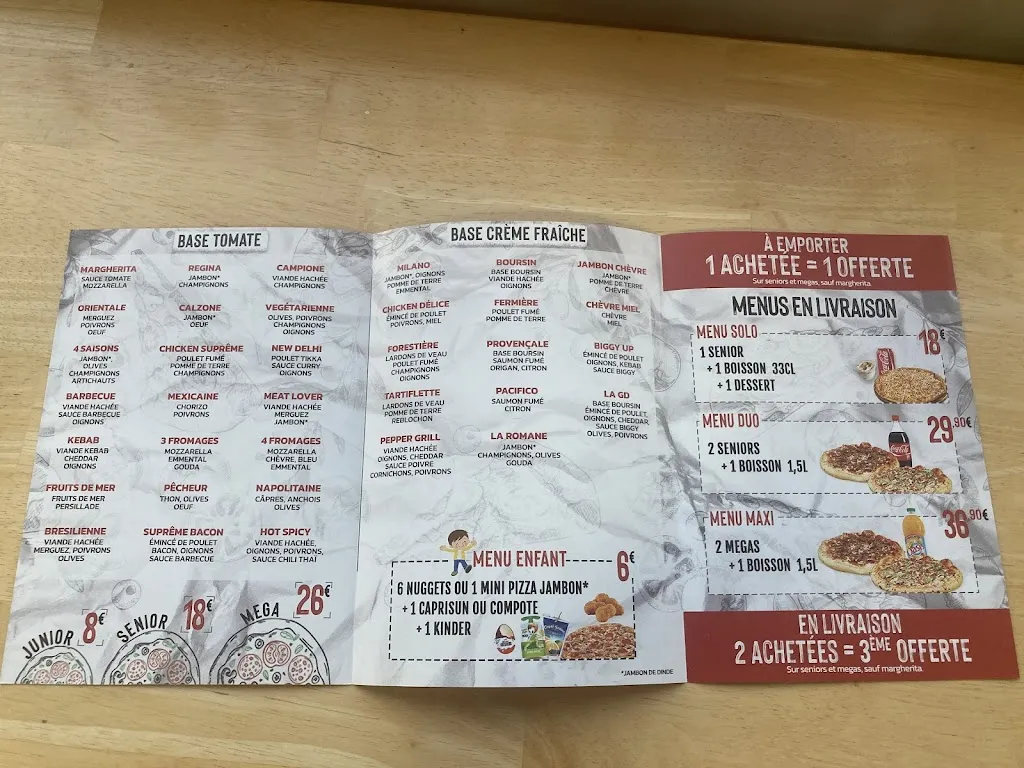 BASE TOMATE
MARGHERITA
SAUCE TOMATE
MOZZARELLA
REGINA
JAMBON*
CHAMPIGNONS
CAMPIONE
VIANDE HACHÉE
CHAMPIGNONS
ORIENTALE
MERGUEZ
POIVRONS
OEUF
CALZONE
JAMBON*
OEUF
VEGÉTARIENNE
OLIVES, POIVRONS
CHAMPIGNONS
OIGNONS
4 SAISONS
JAMBON*
OLIVES
CHAMPIGNONS
ARTICHAUTS
CHICKEN SUPRÊME
POULET FUMÉ
POMME DE TERRE
CHAMPIGNONS
NEW DELHI
POULET TIKKA
SAUCE CURRY
OIGNONS
BARBECUE
VIANDE HACHÉE
SAUCE BARBECUE
OIGNONS
MEXICAINE
CHORIZO
POIVRONS
MEAT LOVER
VIANDE HACHÉE
MERGUEZ
JAMBON*
KEBAB
VIANDE KEBAB
CHEDDAR
OIGNONS
3 FROMAGES
MOZZARELLA
EMMENTAL
GOUDA
4 FROMAGES
MOZZARELLA
CHÈVRE, BLEU
EMMENTAL
FRUITS DE MER
FRUITS DE MER
PERSILLADE
PÊCHEUR
THON, OLIVES
OEUF
NAPOLITAINE
CÂPRES, ANCHOIS
OLIVES
BRESILIENNE
VIANDE HACHÉE
MERGUEZ, POIVRONS
OLIVES
SUPRÊME BACON
ÉMINCÉ DE POULET
BACON, OIGNONS
SAUCE BARBECUE
HOT SPICY
VIANDE HACHÉE,
OIGNONS, POIVRONS,
SAUCE CHILI THAÏ
JUNIOR 8€
SENIOR 18€
MEGA 26€
BASE CRÈME FRAÎCHE
MILANO
JAMBON*, OIGNONS
POMME DE TERRE
EMMENTAL
BOURSIN
BASE BOURSIN
VIANDE HACHÉE
OIGNONS
JAMBON CHÈVRE
JAMBON*
POMME DE TERRE
CHÈVRE
CHICKEN DÉLICE
ÉMINCÉ DE POULET
POIVRONS, MIEL
FERMIÈRE
POULET FUMÉ
POMME DE TERRE
CHÈVRE MIEL
CHÈVRE
MIEL
FORESTIÈRE
LARDONS DE VEAU
POULET FUMÉ
CHAMPIGNONS
OIGNONS
PROVENÇALE
BASE BOURSIN
SAUMON FUMÉ
ORIGAN, CITRON
BIGGY UP
ÉMINCÉ DE POULET
OIGNONS, KEBAB
SAUCE BIGGY
TARTIFLETTE
LARDONS DE VEAU
POMME DE TERRE
REBLOCHON
PACIFICO
SAUMON FUMÉ
CITRON
LA GD
BASE BOURSIN
ÉMINCÉ DE POULET,
OIGNONS, CHEDDAR,
SAUCE BIGGY
OLIVES, POIVRONS
PEPPER GRILL
VIANDE HACHÉE
OIGNONS, CHEDDAR
SAUCE POIVRE
CORNICHONS, POIVRONS
LA ROMANE
JAMBON*
CHAMPIGNONS, OLIVES
GOUDA
MENU ENFANT 6€
6 NUGGETS OU 1 MINI PIZZA JAMBON*
+ 1 CAPRISUN OU COMPOTE
+ 1 KINDER
*JAMBON DE DINDE
À EMPORTER
1 ACHETÉE = 1 OFFERTE
Sur seniors et megas, sauf margherita.
MENUS EN LIVRAISON
MENU SOLO 18€
1 SENIOR
+ 1 BOISSON 33CL
+ 1 DESSERT
MENU DUO 29,90€
2 SENIORS
+ 1 BOISSON 1,5L
MENU MAXI 36,90€
2 MEGAS
+ 1 BOISSON 1,5L
EN LIVRAISON
2 ACHETÉES = 3ÈME OFFERTE
Sur seniors et megas, sauf margherita.